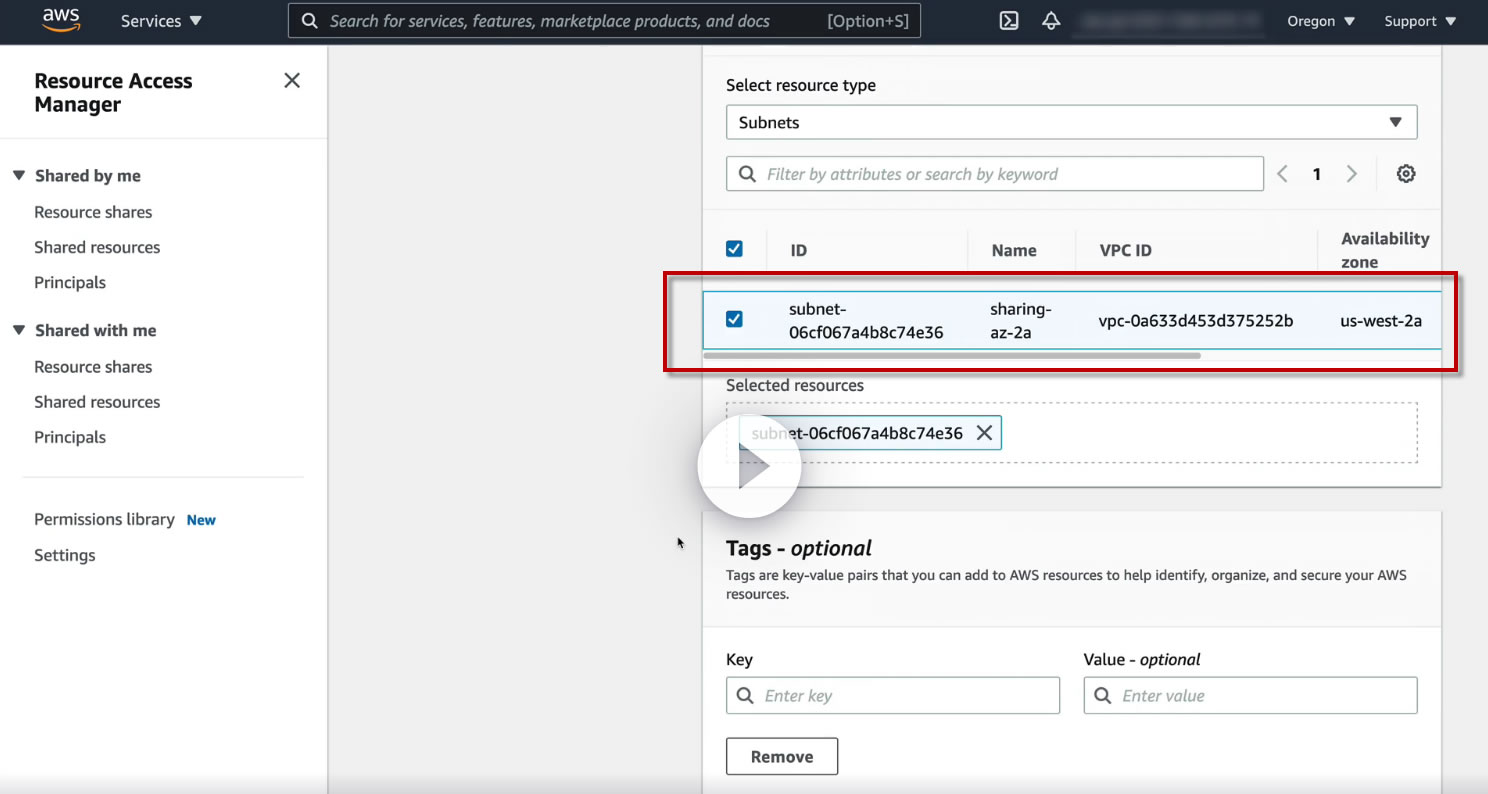 aws
Services
Search for services, features, marketplace products, and docs
[Option+S]
Oregon
Support
Resource Access
Manager
Shared by me
Resource shares
Shared resources
Principals
Shared with me
Resource shares
Shared resources
Principals
Permissions library New
Settings
Select resource type
Subnets
Filter by attributes or search by keyword
1
ID
Name
VPC ID
Availability
zone
subnet-
06cf067a4b8c74e36
sharing-
az-2a
vpc-0a633d453d375252b
us-west-2a
Selected resources
subnet-06cf067a4b8c74e36
Tags - optional
Tags are key-value pairs that you can add to AWS resources to help identify, organize, and secure your AWS
resources.
Key
Value - optional
Enter key
Enter value
Remove